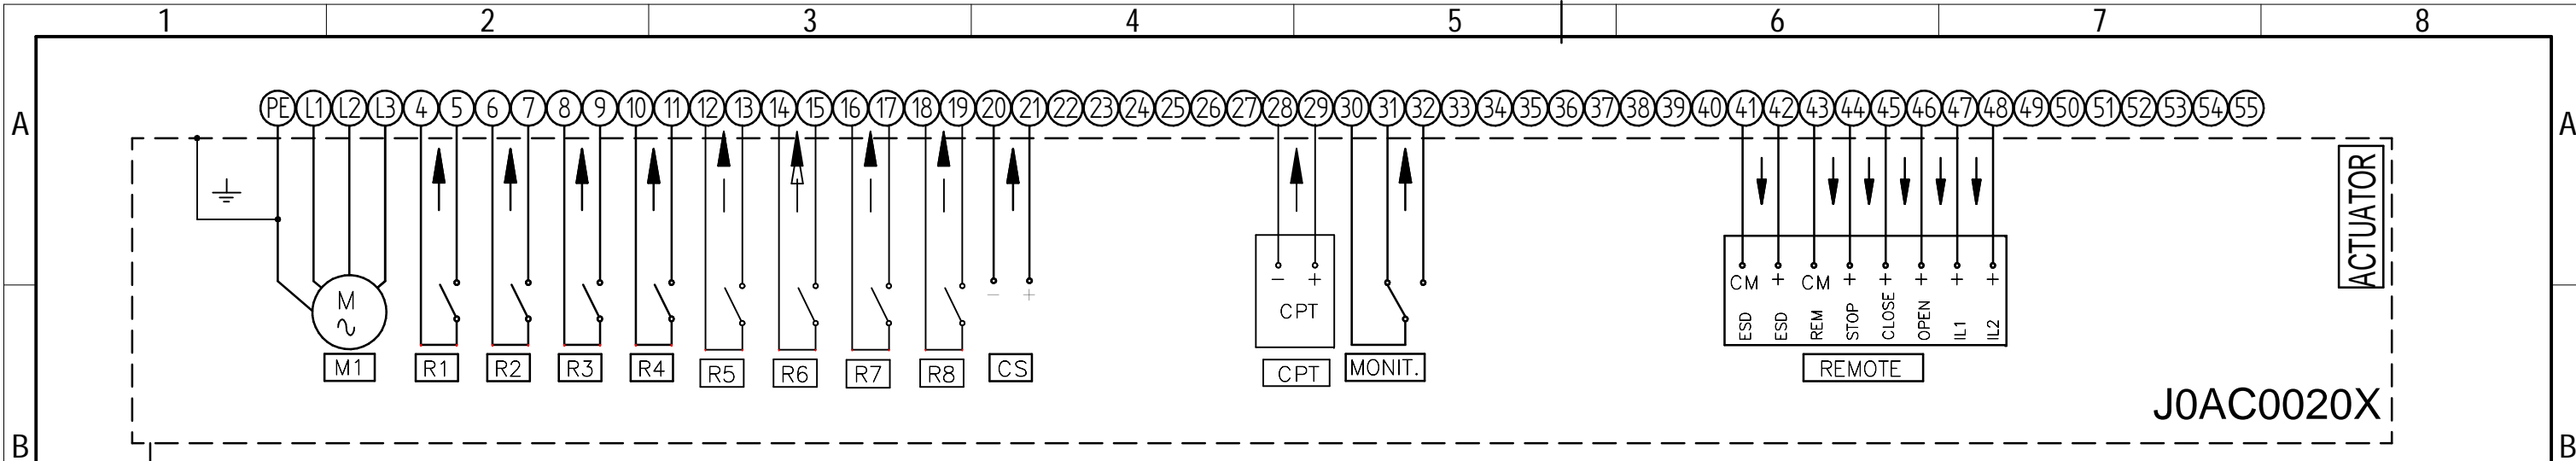 1 2 3 4 5 6 7 8
A A
PE L1 L2 L3 4 5 6 7 8 9 10 11 12 13 14 15 16 17 18 19 20 21 22 23 24 25 26 27 28 29 30 31 32 33 34 35 36 37 38 39 40 41 42 43 44 45 46 47 48 49 50 51 52 53 54 55
ACTUATOR
- +
CPT
CM + CM + + + + +
ESD ESD REM STOP CLOSE OPEN IL1 IL2
- +
M
~
M1 R1 R2 R3 R4 R5 R6 R7 R8 CS CPT MONIT. REMOTE
J0AC0020X
B B